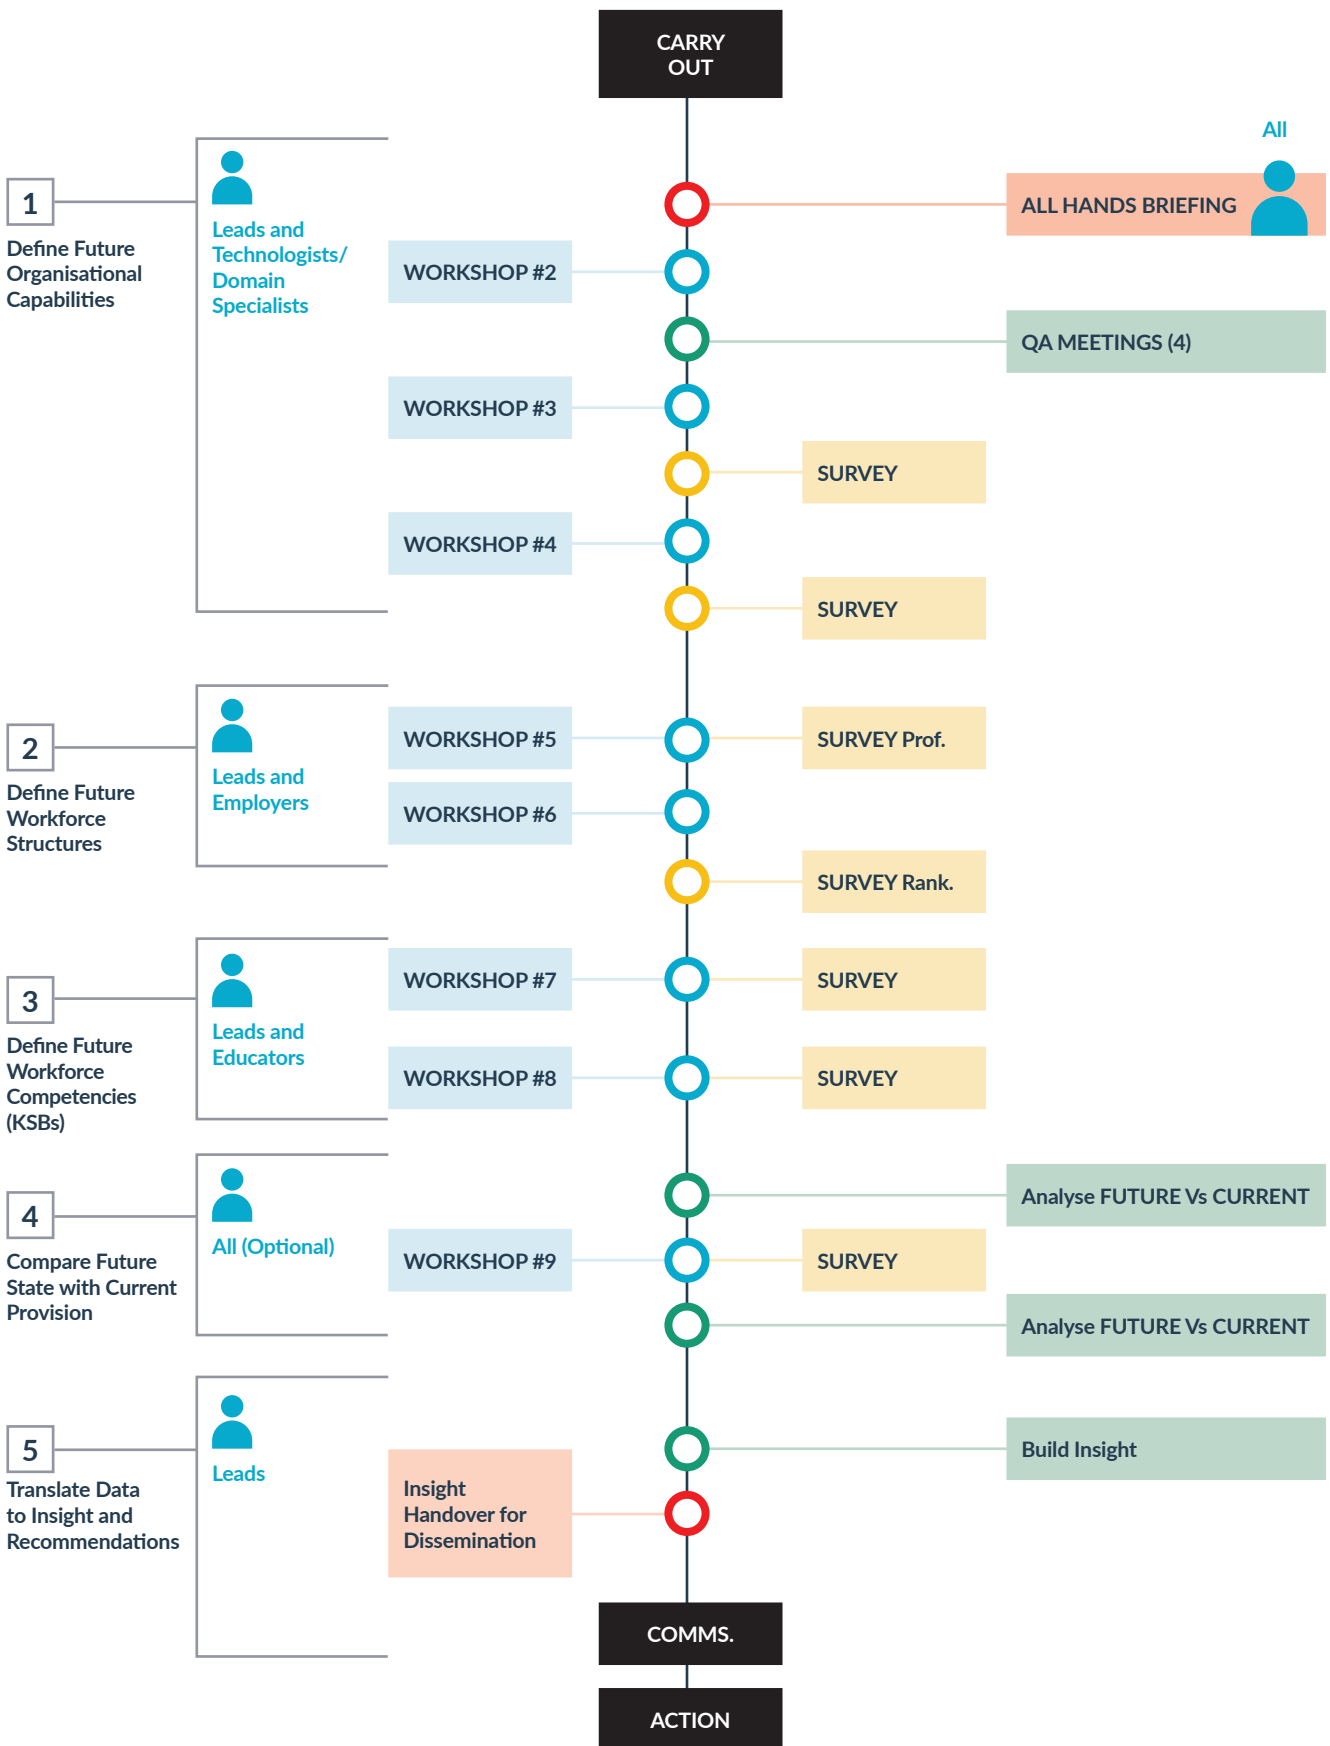 CARRY
OUT
All
ALL HANDS BRIEFING
1
Define Future
Organisational
Capabilities
Leads and
Technologists/
Domain
Specialists
WORKSHOP #2
QA MEETINGS (4)
WORKSHOP #3
SURVEY
WORKSHOP #4
SURVEY
2
Define Future
Workforce
Structures
Leads and
Employers
WORKSHOP #5
SURVEY Prof.
WORKSHOP #6
SURVEY Rank.
3
Define Future
Workforce
Competencies
(KSBs)
Leads and
Educators
WORKSHOP #7
SURVEY
WORKSHOP #8
SURVEY
4
Compare Future
State with Current
Provision
All (Optional)
Analyse FUTURE Vs CURRENT
WORKSHOP #9
SURVEY
Analyse FUTURE Vs CURRENT
5
Translate Data
to Insight and
Recommendations
Leads
Build Insight
Insight
Handover for
Dissemination
COMMS.
ACTION